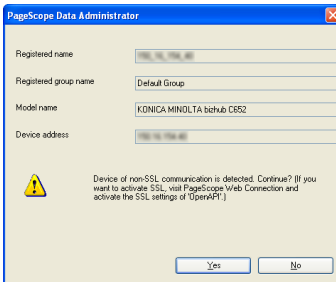 PageScope Data Administrator
Registered name
Registered group name
Default Group
Model name
KONICA MINOLTA bizhub C652
Device address
Device of non-SSL communication is detected. Continue? (If you
want to activate SSL, visit PageScope Web Connection and
activate the SSL settings of 'OpenAPI'.)
Yes
No